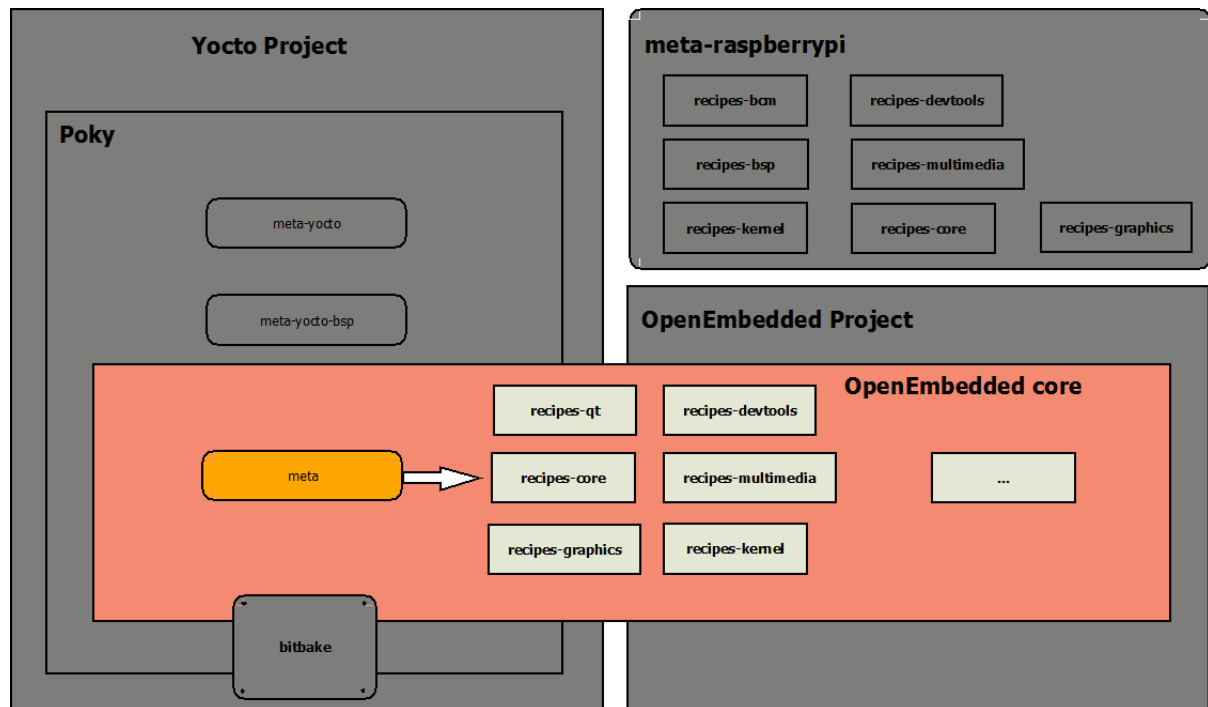 Yocto Project
Poky
meta-yocto
meta-yocto-bsp
meta-raspberrypi
recipes-bcm
recipes-devtools
recipes-bsp
recipes-multimedia
recipes-kernel
recipes-core
recipes-graphics
OpenEmbedded Project
OpenEmbedded core
recipes-qt
recipes-devtools
meta
recipes-core
recipes-multimedia
...
recipes-graphics
recipes-kernel
bitbake